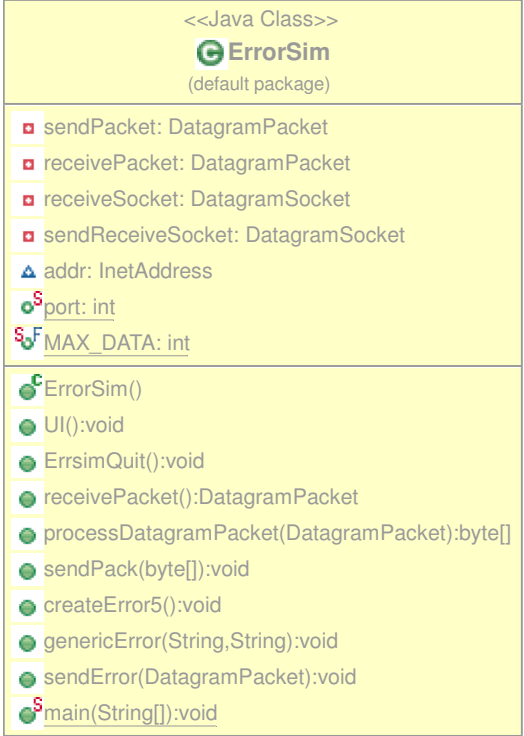 <<Java Class>>
C ErrorSim
(default package)
sendPacket: DatagramPacket
receivePacket: DatagramPacket
receiveSocket: DatagramSocket
sendReceiveSocket: DatagramSocket
addr: InetAddress
S port: int
S F MAX_DATA: int
C ErrorSim()
UI():void
ErrsimQuit():void
receivePacket():DatagramPacket
processDatagramPacket(DatagramPacket):byte[]
sendPack(byte[]):void
createError5():void
genericError(String,String):void
sendError(DatagramPacket):void
S main(String[]):void